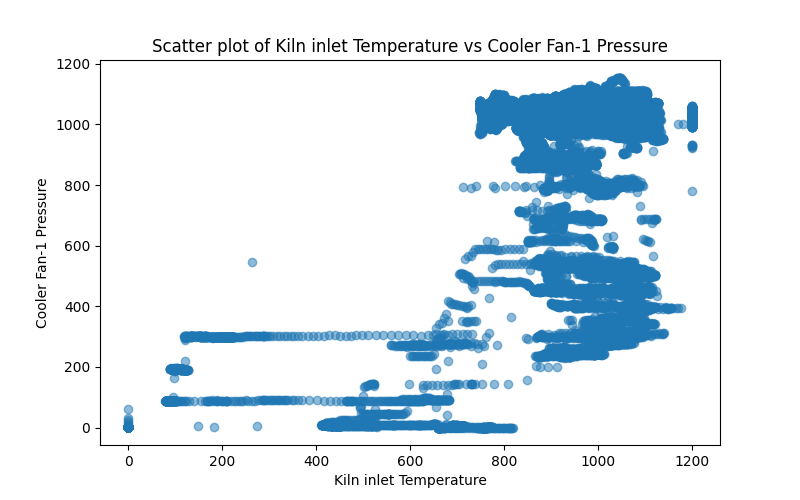 Scatter plot of Kiln inlet Temperature vs Cooler Fan-1 Pressure
1200
1000
800
600
400
200
0
Cooler Fan-1 Pressure
0 200 400 600 800 1000 1200
Kiln inlet Temperature